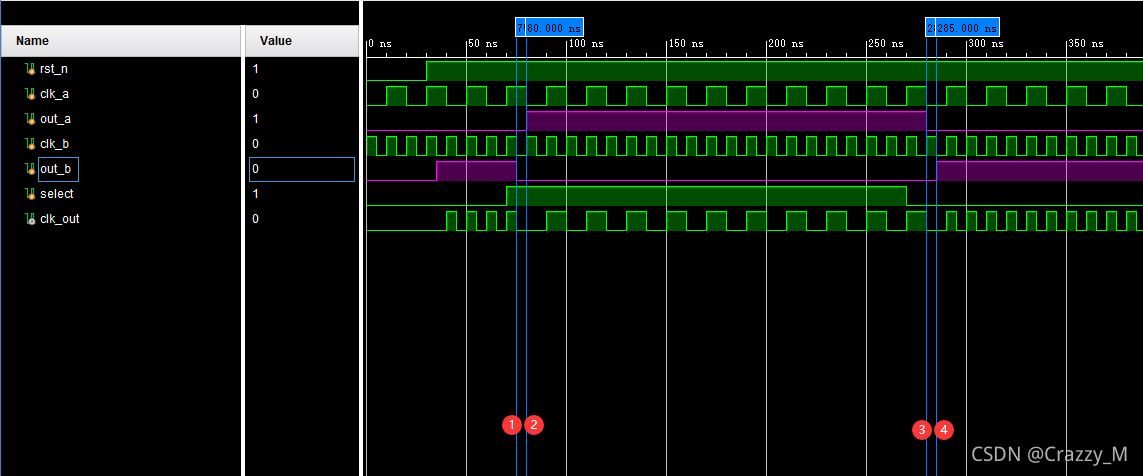 80.000 ns
285.000 ns
Name Value
0 ns 50 ns 100 ns 150 ns 200 ns 250 ns 300 ns 350 ns
rst_n 1
clk_a 0
out_a 1
clk_b 0
out_b 0
select 1
clk_out 0
1 2 3 4
CSDN @Crazzy_M